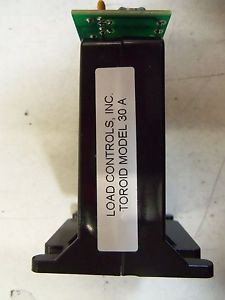 LOAD CONTROLS, INC.
TOROID MODEL 30 A